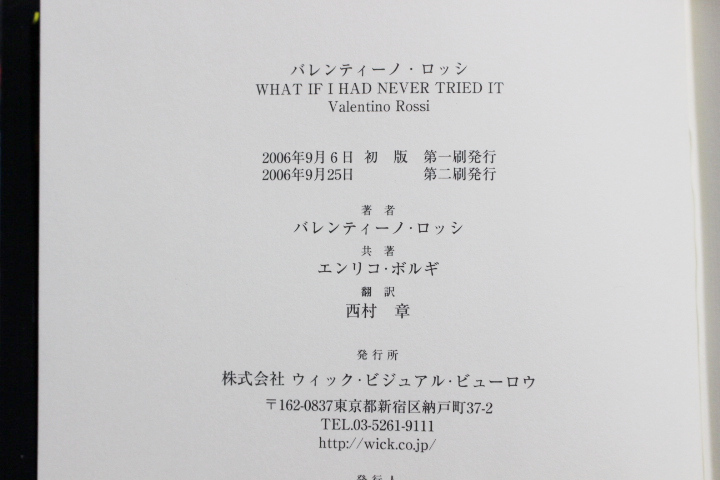 バレンティーノ・ロッシ
WHAT IF I HAD NEVER TRIED IT
Valentino Rossi
2006年9月6日 初 版 第一刷発行
2006年9月25日 第二刷発行
著 者
バレンティーノ・ロッシ
共 著
エンリコ・ボルギ
翻 訳
西村 章
発行所
株式会社 ウィック・ビジュアル・ビューロウ
〒162-0837東京都新宿区納戸町37-2
TEL.03-5261-9111
http://wick.co.jp/
発行人